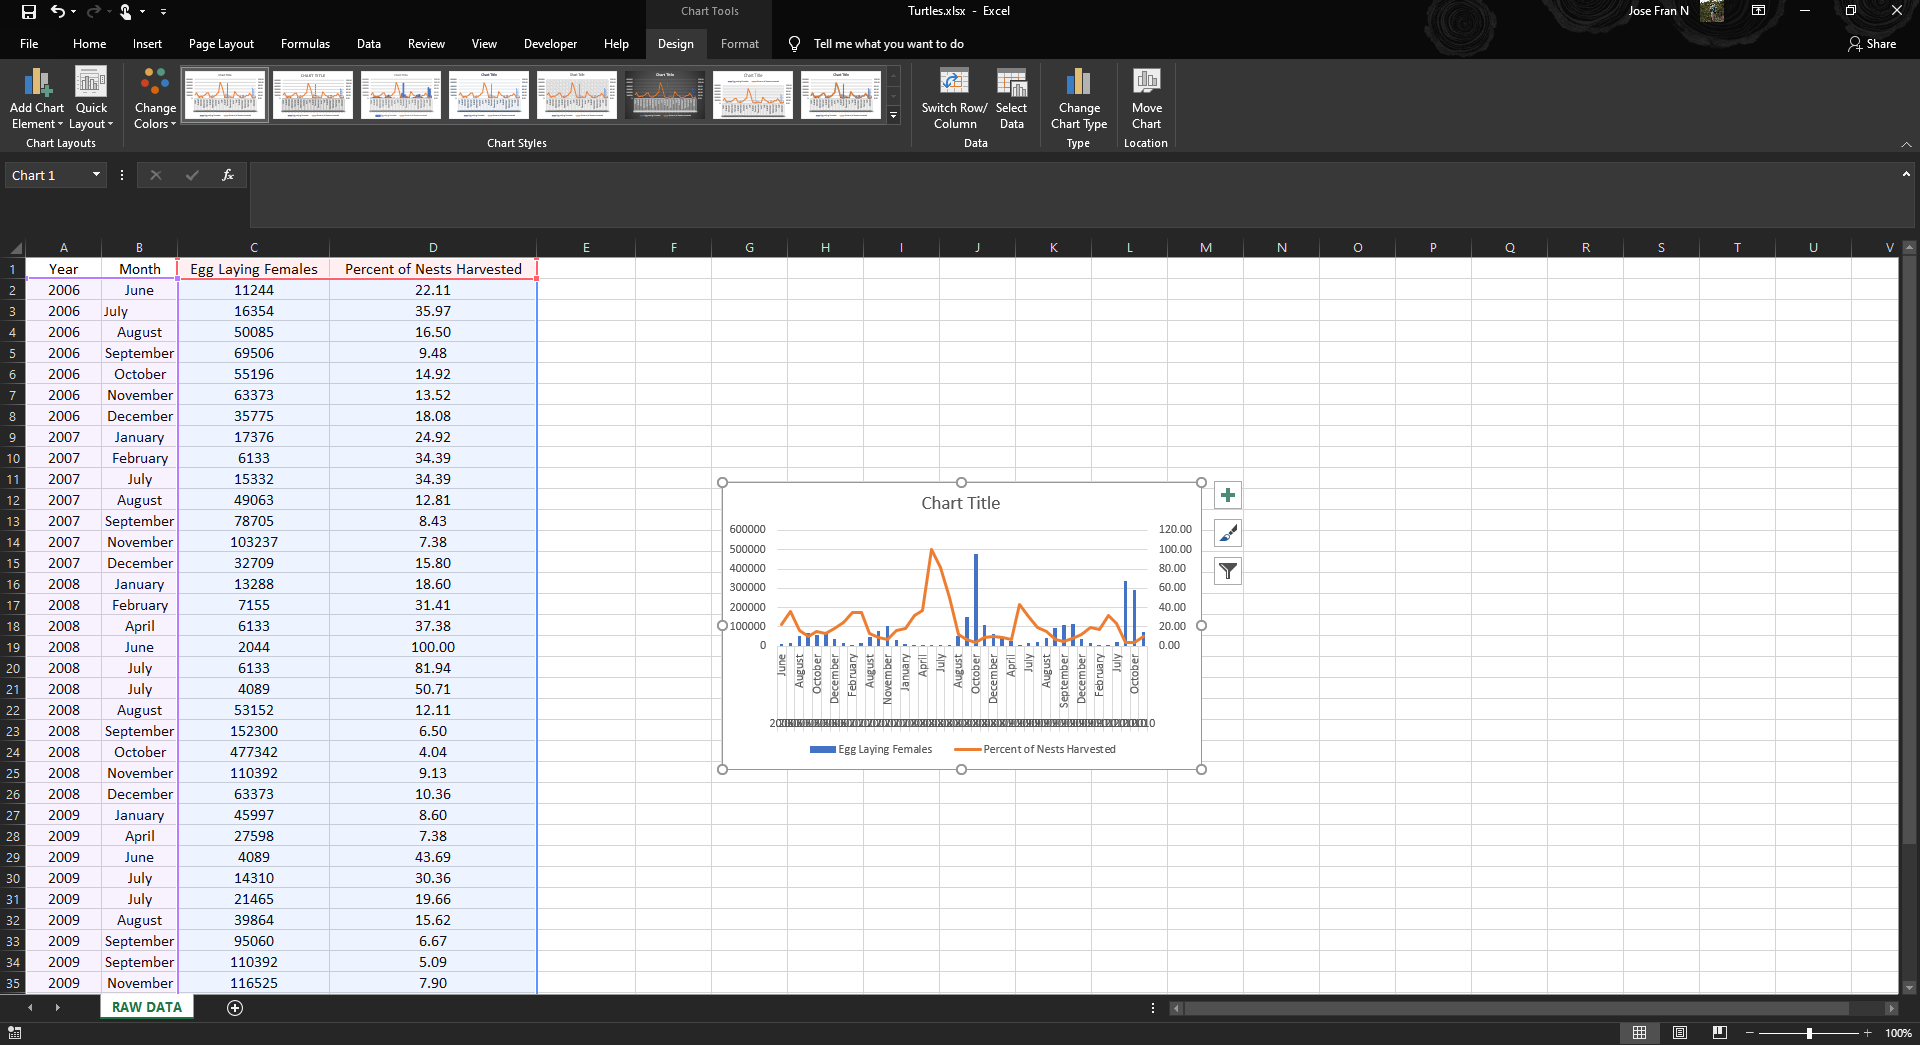 Chart Tools
Turtles.xlsx - Excel
Jose Fran N
File Home Insert Page Layout Formulas Data Review View Developer Help Design Format Tell me what you want to do Share
Add Chart Element
Quick Layout
Change Colors
Switch Row/ Column
Select Data
Change Chart Type
Move Chart
Chart Layouts Chart Styles Data Type Location
Chart 1
fx
A B C D E F G H I J K L M N O P Q R S T U V
1 Year Month Egg Laying Females Percent of Nests Harvested
2 2006 June 11244 22.11
3 2006 July 16354 35.97
4 2006 August 50085 16.50
5 2006 September 69506 9.48
6 2006 October 55196 14.92
7 2006 November 63373 13.52
8 2006 December 35775 18.08
9 2007 January 17376 24.92
10 2007 February 6133 34.39
11 2007 July 15332 34.39
12 2007 August 49063 12.81
13 2007 September 78705 8.43
14 2007 November 103237 7.38
15 2007 December 32709 15.80
16 2008 January 13288 18.60
17 2008 February 7155 31.41
18 2008 April 6133 37.38
19 2008 June 2044 100.00
20 2008 July 6133 81.94
21 2008 July 4089 50.71
22 2008 August 53152 12.11
23 2008 September 152300 6.50
24 2008 October 477342 4.04
25 2008 November 110392 9.13
26 2008 December 63373 10.36
27 2009 January 45997 8.60
28 2009 April 27598 7.38
29 2009 June 4089 43.69
30 2009 July 14310 30.36
31 2009 July 21465 19.66
32 2009 August 39864 15.62
33 2009 September 95060 6.67
34 2009 September 110392 5.09
35 2009 November 116525 7.90
Chart Title
600000 120.00
500000 100.00
400000 80.00
300000 60.00
200000 40.00
100000 20.00
0 0.00
June August October December February August November January April July August October December April July August September December February July October
Egg Laying Females Percent of Nests Harvested
RAW DATA
100%